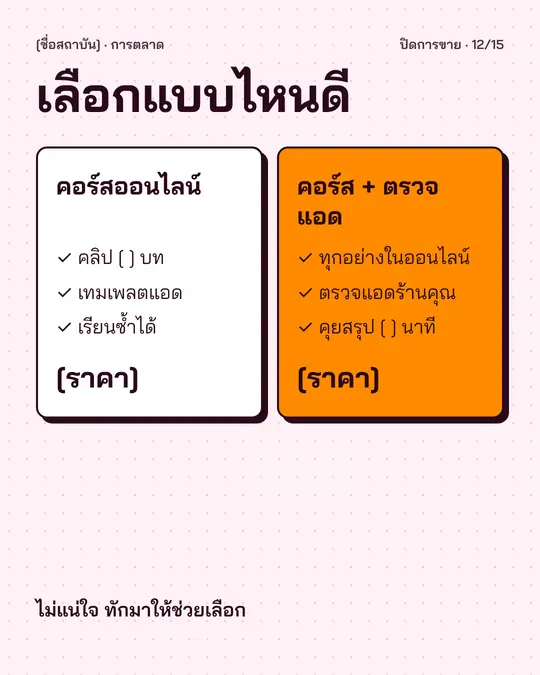 [ชื่อสถาบัน] · การตลาด
ปิดการขาย · 12/15
เลือกแบบไหนดี
คอร์สออนไลน์
✓ คลิป [ ] บท
✓ เทมเพลตแอด
✓ เรียนซ้ำได้
[ราคา]
คอร์ส + ตรวจ
แอด
✓ ทุกอย่างในออนไลน์
✓ ตรวจแอดร้านคุณ
✓ คุยสรุป [ ] นาที
[ราคา]
ไม่แน่ใจ ทักมาให้ช่วยเลือก